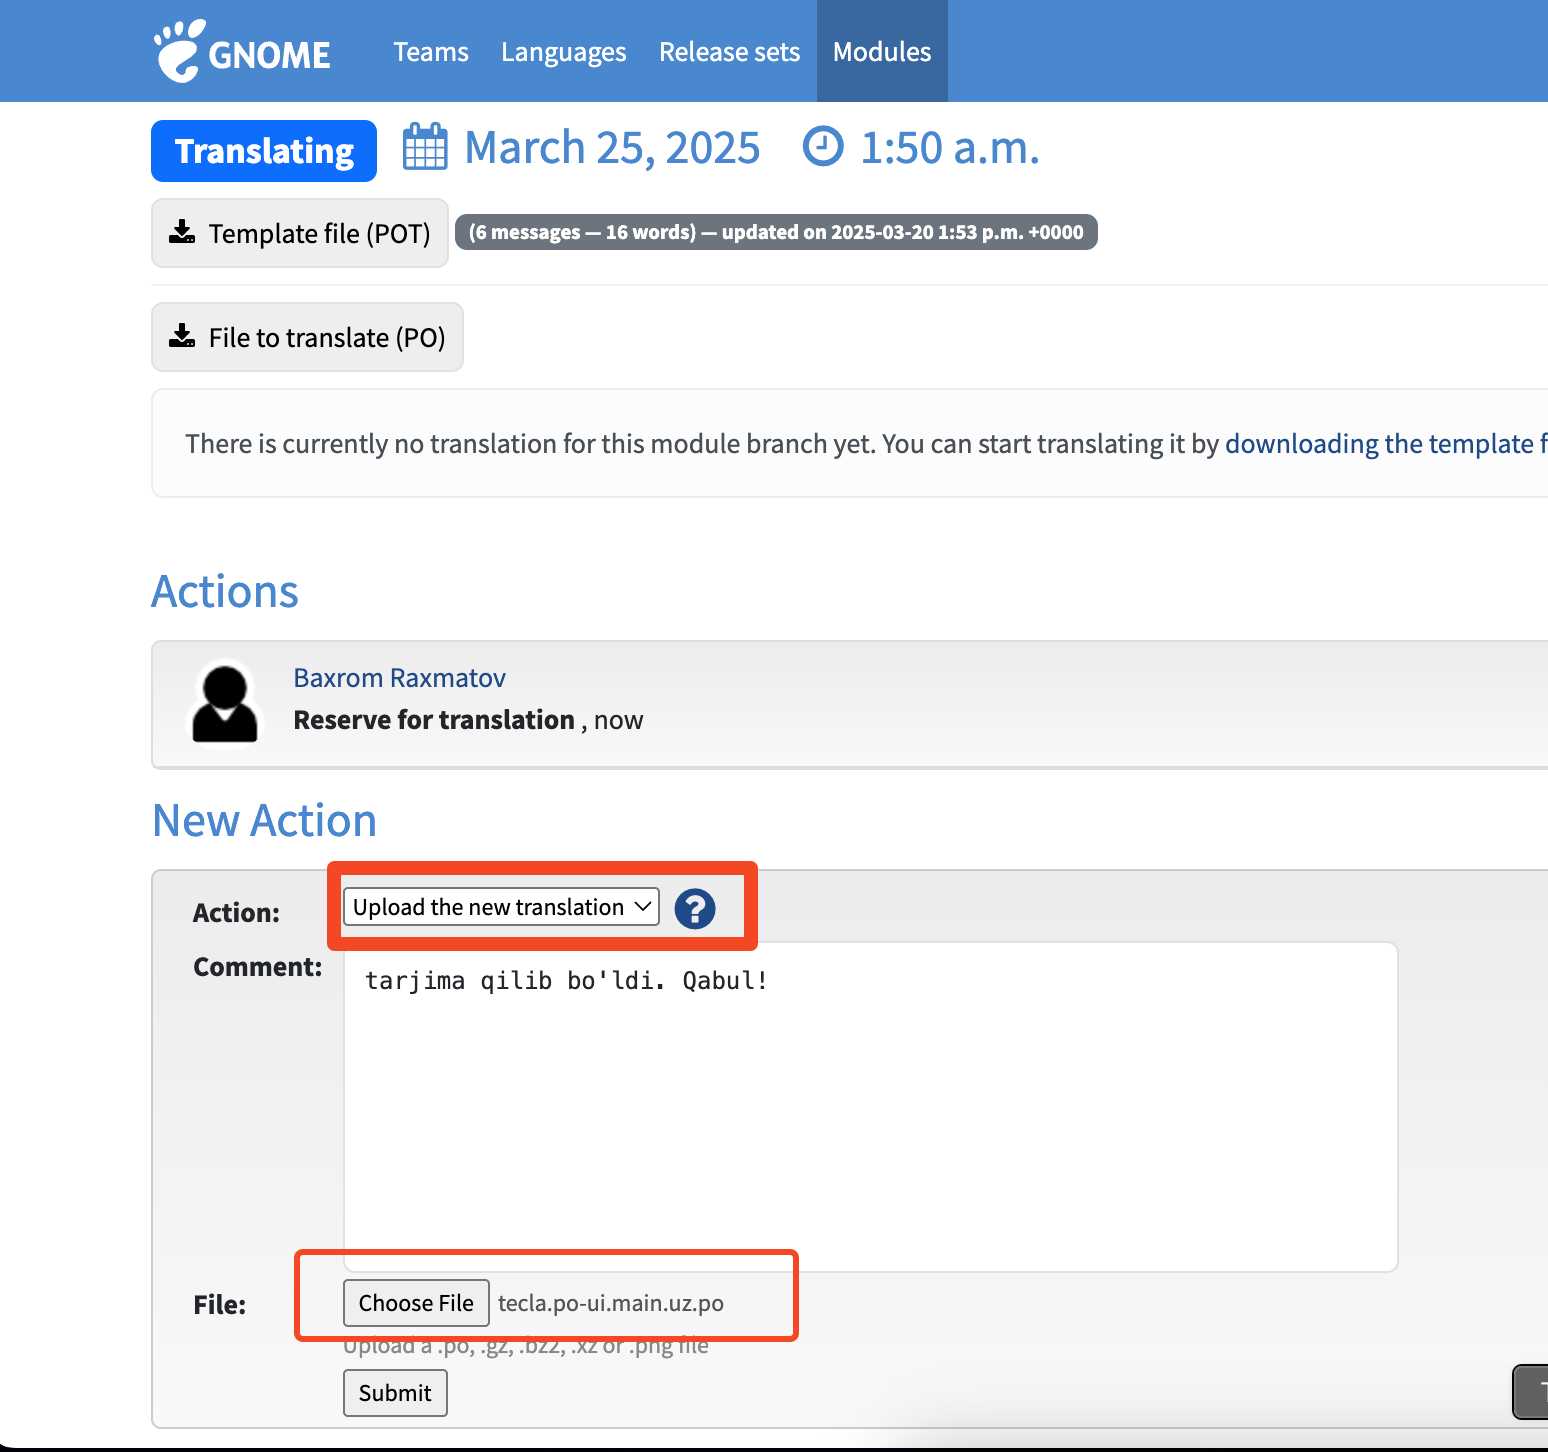 GNOME Teams Languages Release sets Modules
Translating March 25, 2025 1:50 a.m.
Template file (POT) (6 messages — 16 words) — updated on 2025-03-20 1:53 p.m. +0000
File to translate (PO)
There is currently no translation for this module branch yet. You can start translating it by downloading the template f
Actions
Baxrom Raxmatov
Reserve for translation , now
New Action
Action: Upload the new translation ?
Comment: tarjima qilib bo'ldi. Qabul!
File: Choose File tecla.po-ui.main.uz.po
Upload a .po, .gz, .bz2, .xz or .png file
Submit